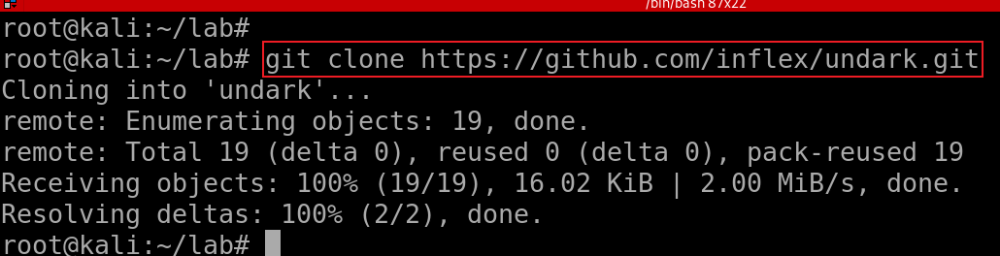 /bin/bash 87x22
root@kali:~/lab#
root@kali:~/lab# git clone https://github.com/inflex/undark.git
Cloning into 'undark'...
remote: Enumerating objects: 19, done.
remote: Total 19 (delta 0), reused 0 (delta 0), pack-reused 19
Receiving objects: 100% (19/19), 16.02 KiB | 2.00 MiB/s, done.
Resolving deltas: 100% (2/2), done.
root@kali:~/lab#